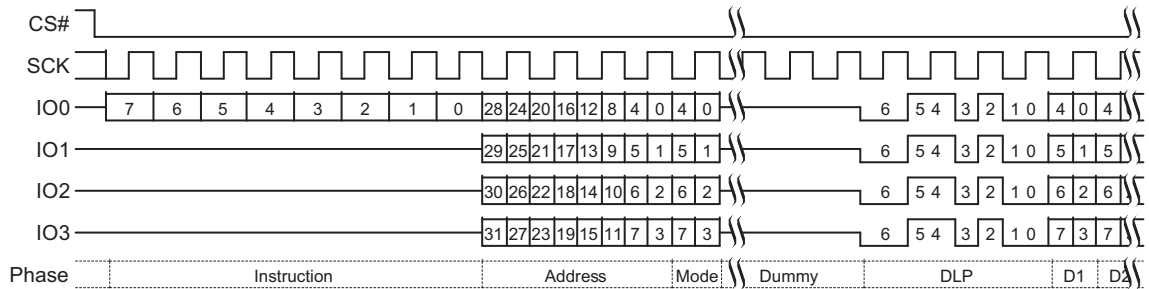 CS#
SCK
IO0 7 6 5 4 3 2 1 0 28 24 20 16 12 8 4 0 4 0 6 5 4 3 2 1 0 4 0 4
IO1 29 25 21 17 13 9 5 1 5 1 6 5 4 3 2 1 0 5 1 5
IO2 30 26 22 18 14 10 6 2 6 2 6 5 4 3 2 1 0 6 2 6
IO3 31 27 23 19 15 11 7 3 7 3 6 5 4 3 2 1 0 7 3 7
Phase Instruction Address Mode Dummy DLP D1 D2